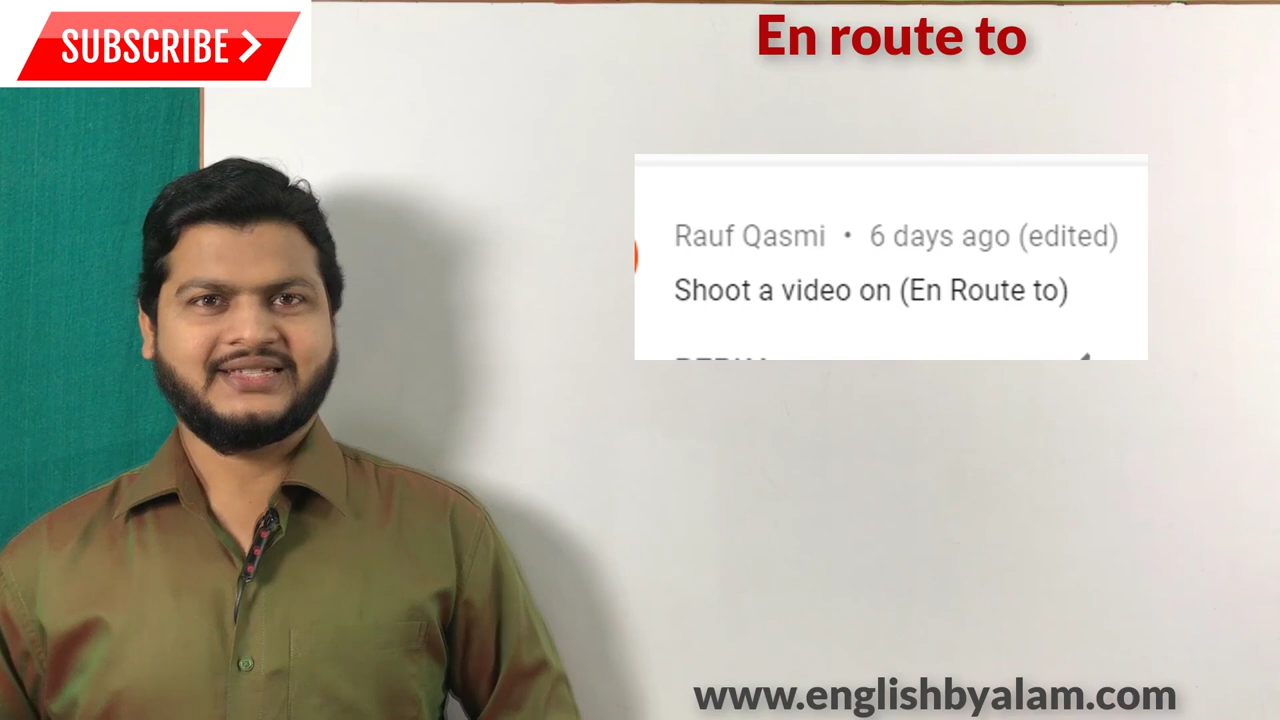 SUBSCRIBE
En route to
Rauf Qasmi • 6 days ago (edited)
Shoot a video on (En Route to)
www.englishbyalam.com